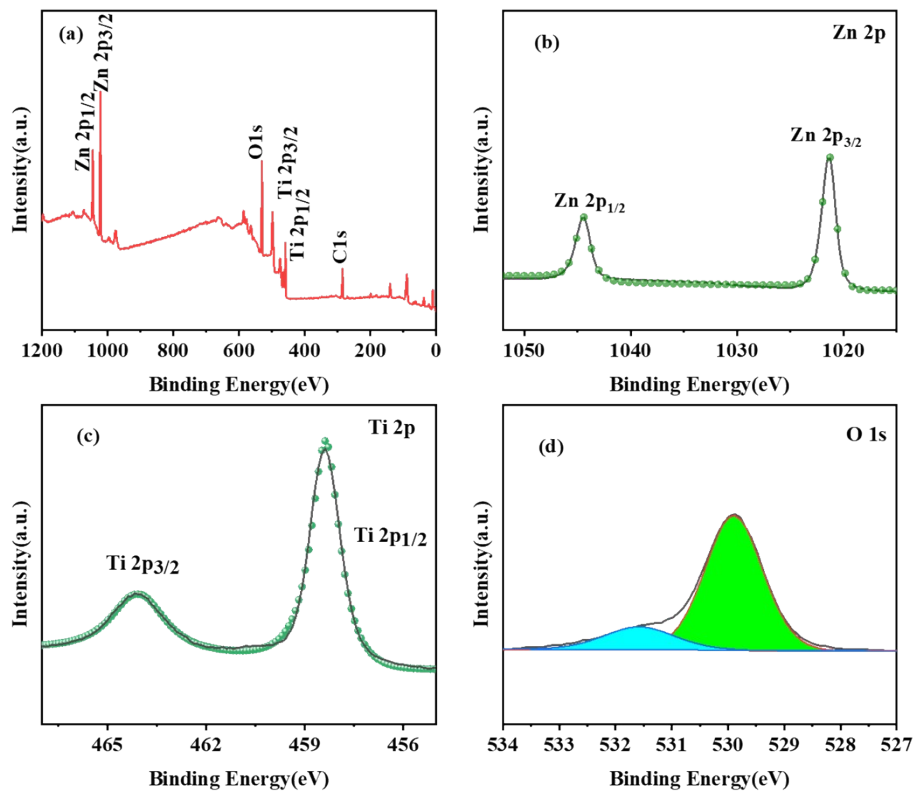 (a)
Zn 2p1/2
Zn 2p3/2
O1s
Ti 2p3/2
Ti 2p1/2
C1s
Intensity(a.u.)
1200 1000 800 600 400 200 0
Binding Energy(eV)
(b)
Zn 2p
Zn 2p1/2
Zn 2p3/2
Intensity(a.u.)
1050 1040 1030 1020
Binding Energy(eV)
(c)
Ti 2p
Ti 2p3/2
Ti 2p1/2
Intensity(a.u.)
465 462 459 456
Binding Energy(eV)
(d)
O 1s
Intensity(a.u.)
534 533 532 531 530 529 528 527
Binding Energy(eV)